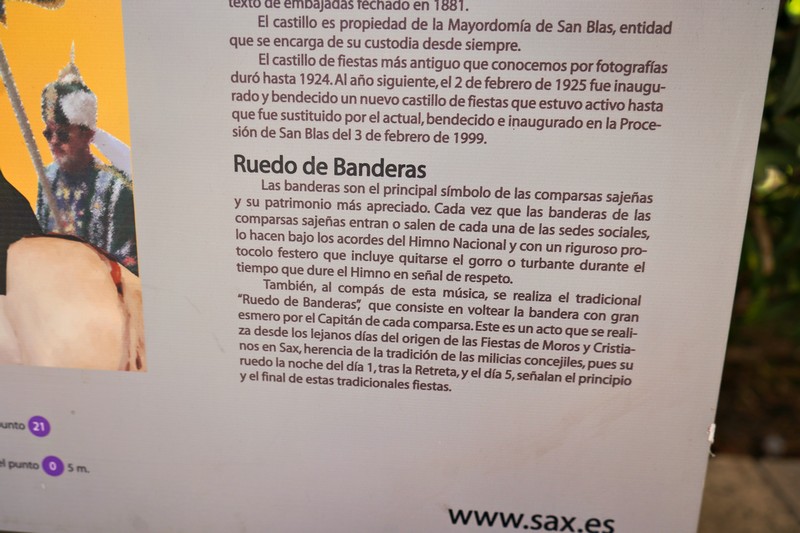 texto de embajadas fechado en 1881.
El castillo es propiedad de la Mayordomía de San Blas, entidad
que se encarga de su custodia desde siempre.
El castillo de fiestas más antiguo que conocemos por fotografías
duró hasta 1924. Al año siguiente, el 2 de febrero de 1925 fue inaugu-
rado y bendecido un nuevo castillo de fiestas que estuvo activo hasta
que fue sustituido por el actual, bendecido e inaugurado en la Proce-
sión de San Blas del 3 de febrero de 1999.
Ruedo de Banderas
Las banderas son el principal símbolo de las comparsas sajeñas
y su patrimonio más apreciado. Cada vez que las banderas de las
comparsas sajeñas entran o salen de cada una de las sedes sociales,
lo hacen bajo los acordes del Himno Nacional y con un riguroso pro-
tocolo festero que incluye quitarse el gorro o turbante durante el
tiempo que dure el Himno en señal de respeto.
También, al compás de esta música, se realiza el tradicional
"Ruedo de Banderas", que consiste en voltear la bandera con gran
esmero por el Capitán de cada comparsa. Este es un acto que se reali-
za desde los lejanos días del origen de las Fiestas de Moros y Cristia-
nos en Sax, herencia de la tradición de las milicias concejiles, pues su
ruedo la noche del día 1, tras la Retreta, y el día 5, señalan el principio
y el final de estas tradicionales fiestas.
punto 21
el punto 0 5 m.
www.sax.es